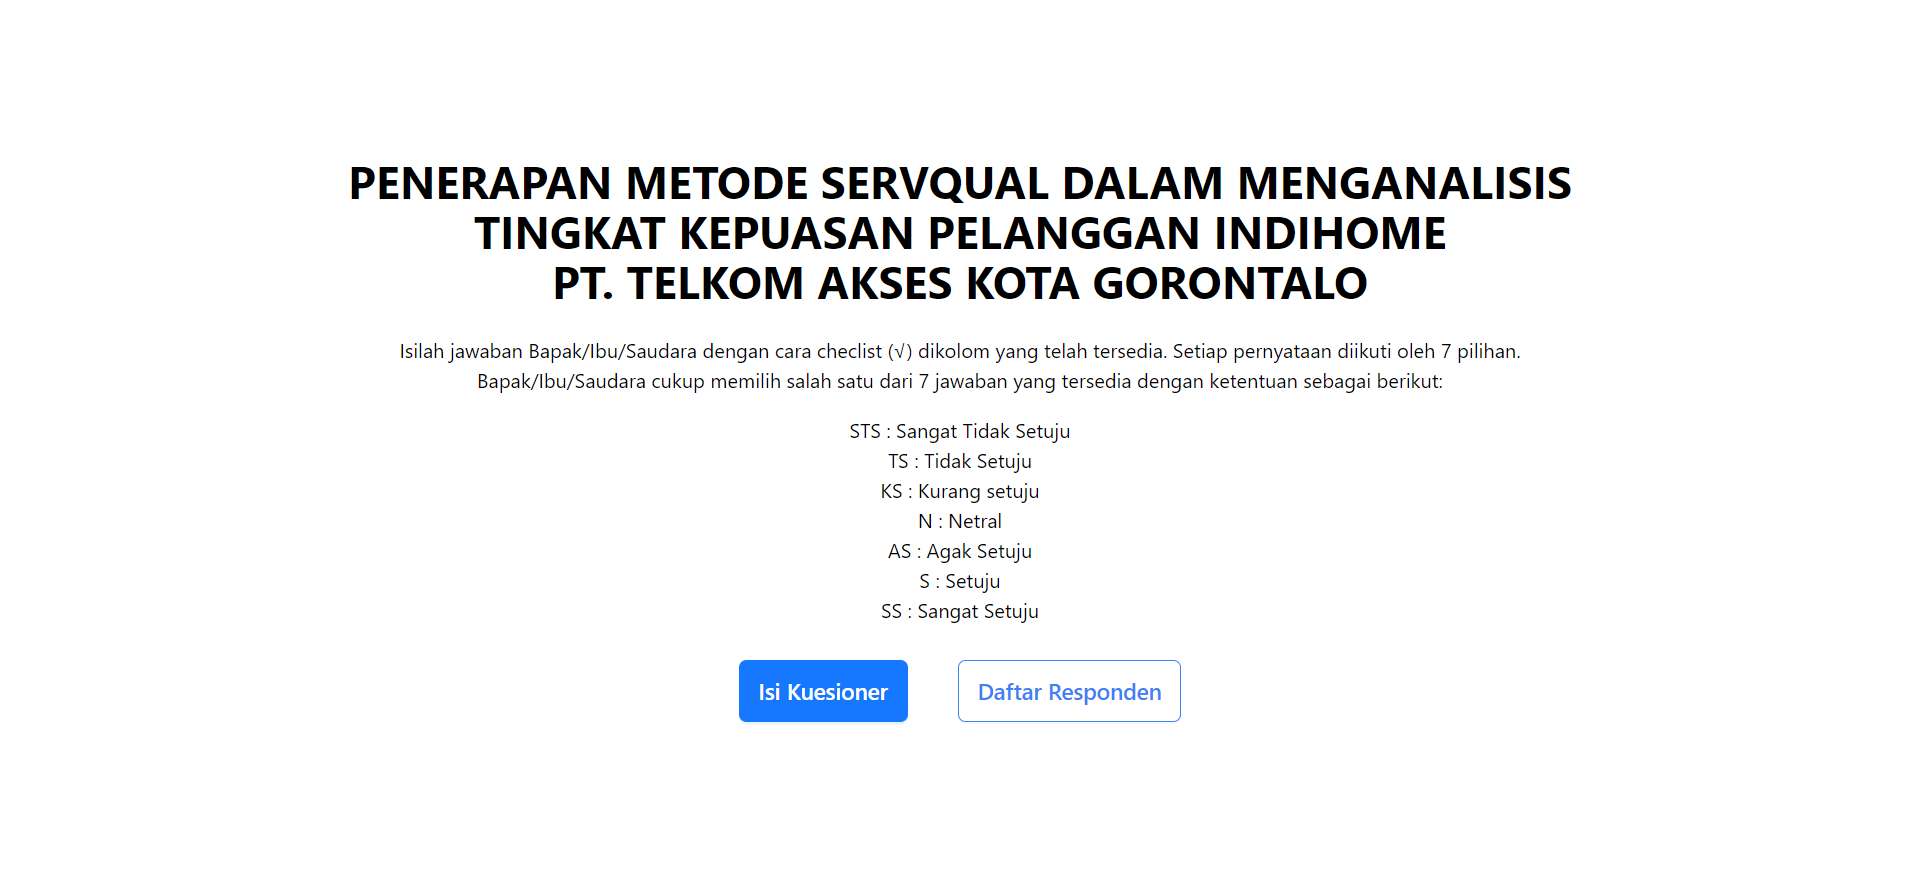 PENERAPAN METODE SERVQUAL DALAM MENGANALISIS
TINGKAT KEPUASAN PELANGGAN INDIHOME
PT. TELKOM AKSES KOTA GORONTALO
Isilah jawaban Bapak/Ibu/Saudara dengan cara checlist (√) dikolom yang telah tersedia. Setiap pernyataan diikuti oleh 7 pilihan.
Bapak/Ibu/Saudara cukup memilih salah satu dari 7 jawaban yang tersedia dengan ketentuan sebagai berikut:
STS : Sangat Tidak Setuju
TS : Tidak Setuju
KS : Kurang setuju
N : Netral
AS : Agak Setuju
S : Setuju
SS : Sangat Setuju
Isi Kuesioner
Daftar Responden